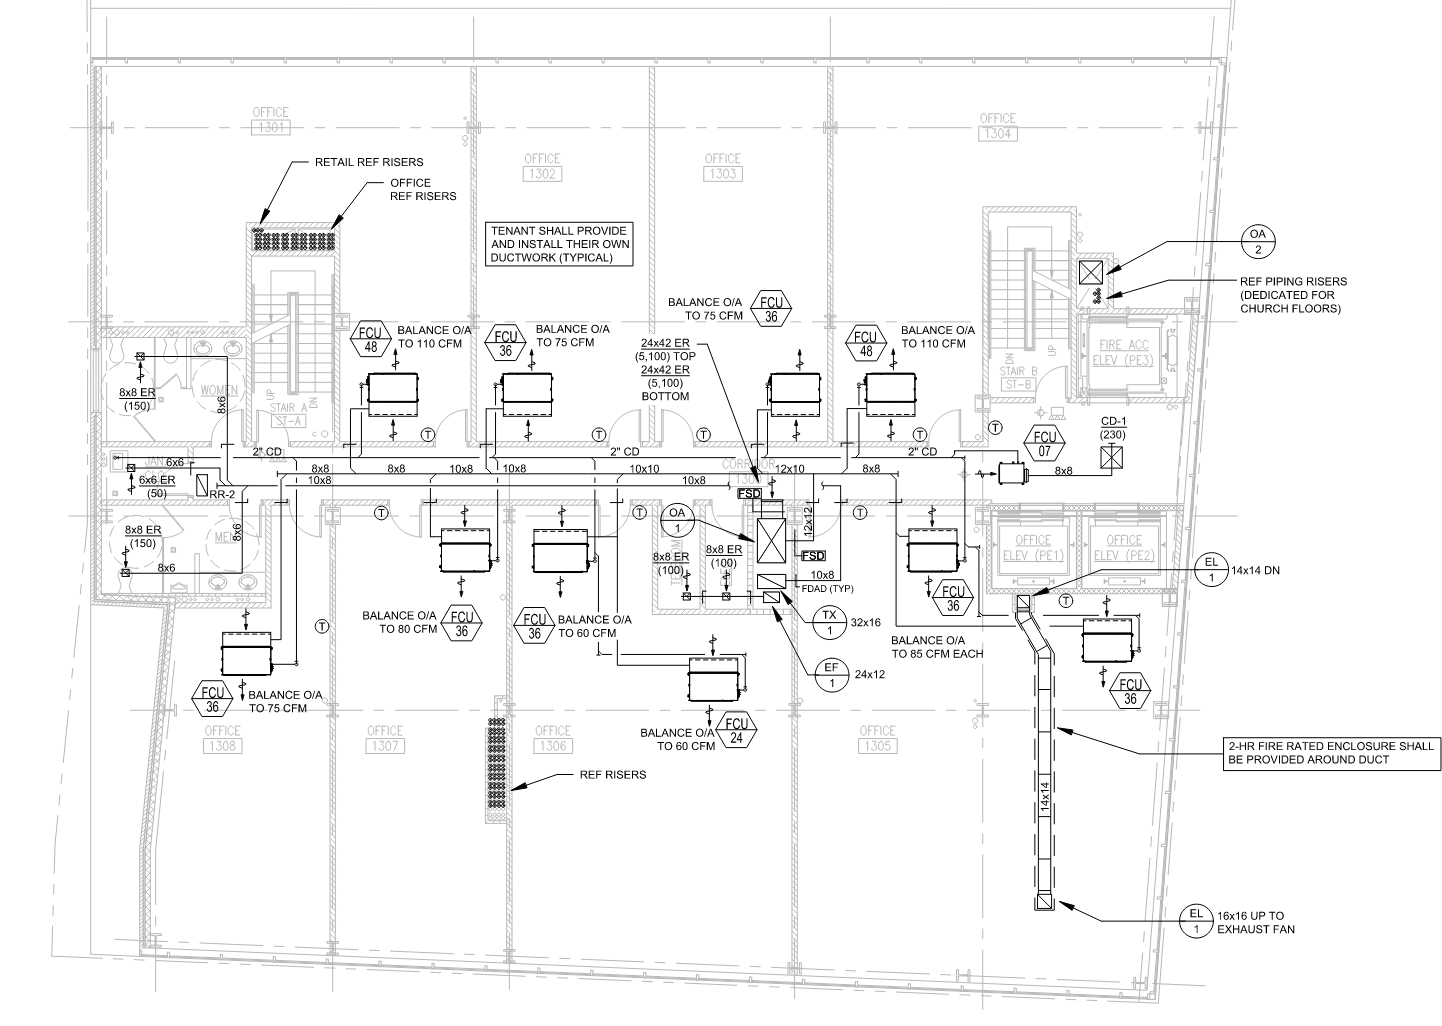 OFFICE
1301
RETAIL REF RISERS
OFFICE
REF RISERS
OFFICE
1302
OFFICE
1303
OFFICE
1304
TENANT SHALL PROVIDE
AND INSTALL THEIR OWN
DUCTWORK (TYPICAL)
OA
2
REF PIPING RISERS
(DEDICATED FOR
CHURCH FLOORS)
FCU
48
BALANCE O/A
TO 110 CFM
FCU
36
BALANCE O/A
TO 75 CFM
BALANCE O/A
TO 75 CFM
FCU
36
24x42 ER
(5,100) TOP
24x42 ER
(5,100)
BOTTOM
FCU
48
BALANCE O/A
TO 110 CFM
FIRE ACC
ELEV (PE3)
DN
UP
STAIR B
ST-B
WOMEN
8x8 ER
(150)
8x6
UP
DN
STAIR A
ST-A
T
T
T
T
T
FCU
07
CD-1
(230)
8x8
2" CD
2" CD
2" CD
JAN
6x6
6x6 ER
(50)
RR-2
8x8
8x8
10x8
10x8
10x10
12x10
8x8
10x8
10x8
CORRIDOR
FSD
OA
1
12x12
FSD
8x8 ER
(150)
MEN
8x6
8x6
T
T
T
8x8 ER
(100)
8x8 ER
(100)
10x8
FDAD (TYP)
OFFICE
ELEV (PE1)
OFFICE
ELEV (PE2)
EL
1
14x14 DN
T
T
BALANCE O/A
TO 80 CFM
FCU
36
FCU
36
BALANCE O/A
TO 60 CFM
TX
1
32x16
EF
1
24x12
FCU
36
BALANCE O/A
TO 85 CFM EACH
FCU
36
FCU
36
BALANCE O/A
TO 75 CFM
BALANCE O/A
TO 60 CFM
FCU
24
OFFICE
1308
OFFICE
1307
OFFICE
1306
OFFICE
1305
REF RISERS
2-HR FIRE RATED ENCLOSURE SHALL
BE PROVIDED AROUND DUCT
14x14
EL
1
16x16 UP TO
EXHAUST FAN